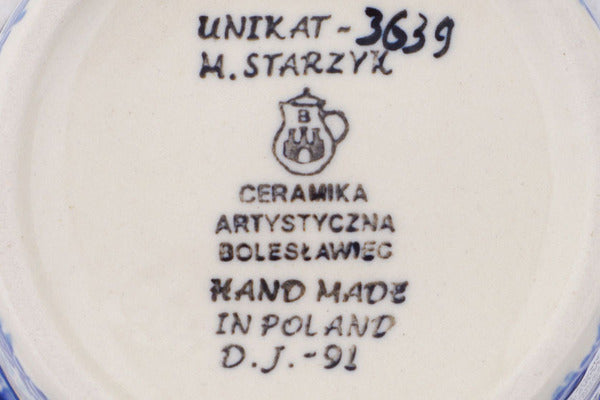 UNIKAT-3639
M. STARZYK
B
CERAMIKA
ARTYSTYCZNA
BOLESŁAWIEC
HAND MADE
IN POLAND
D.J.-91